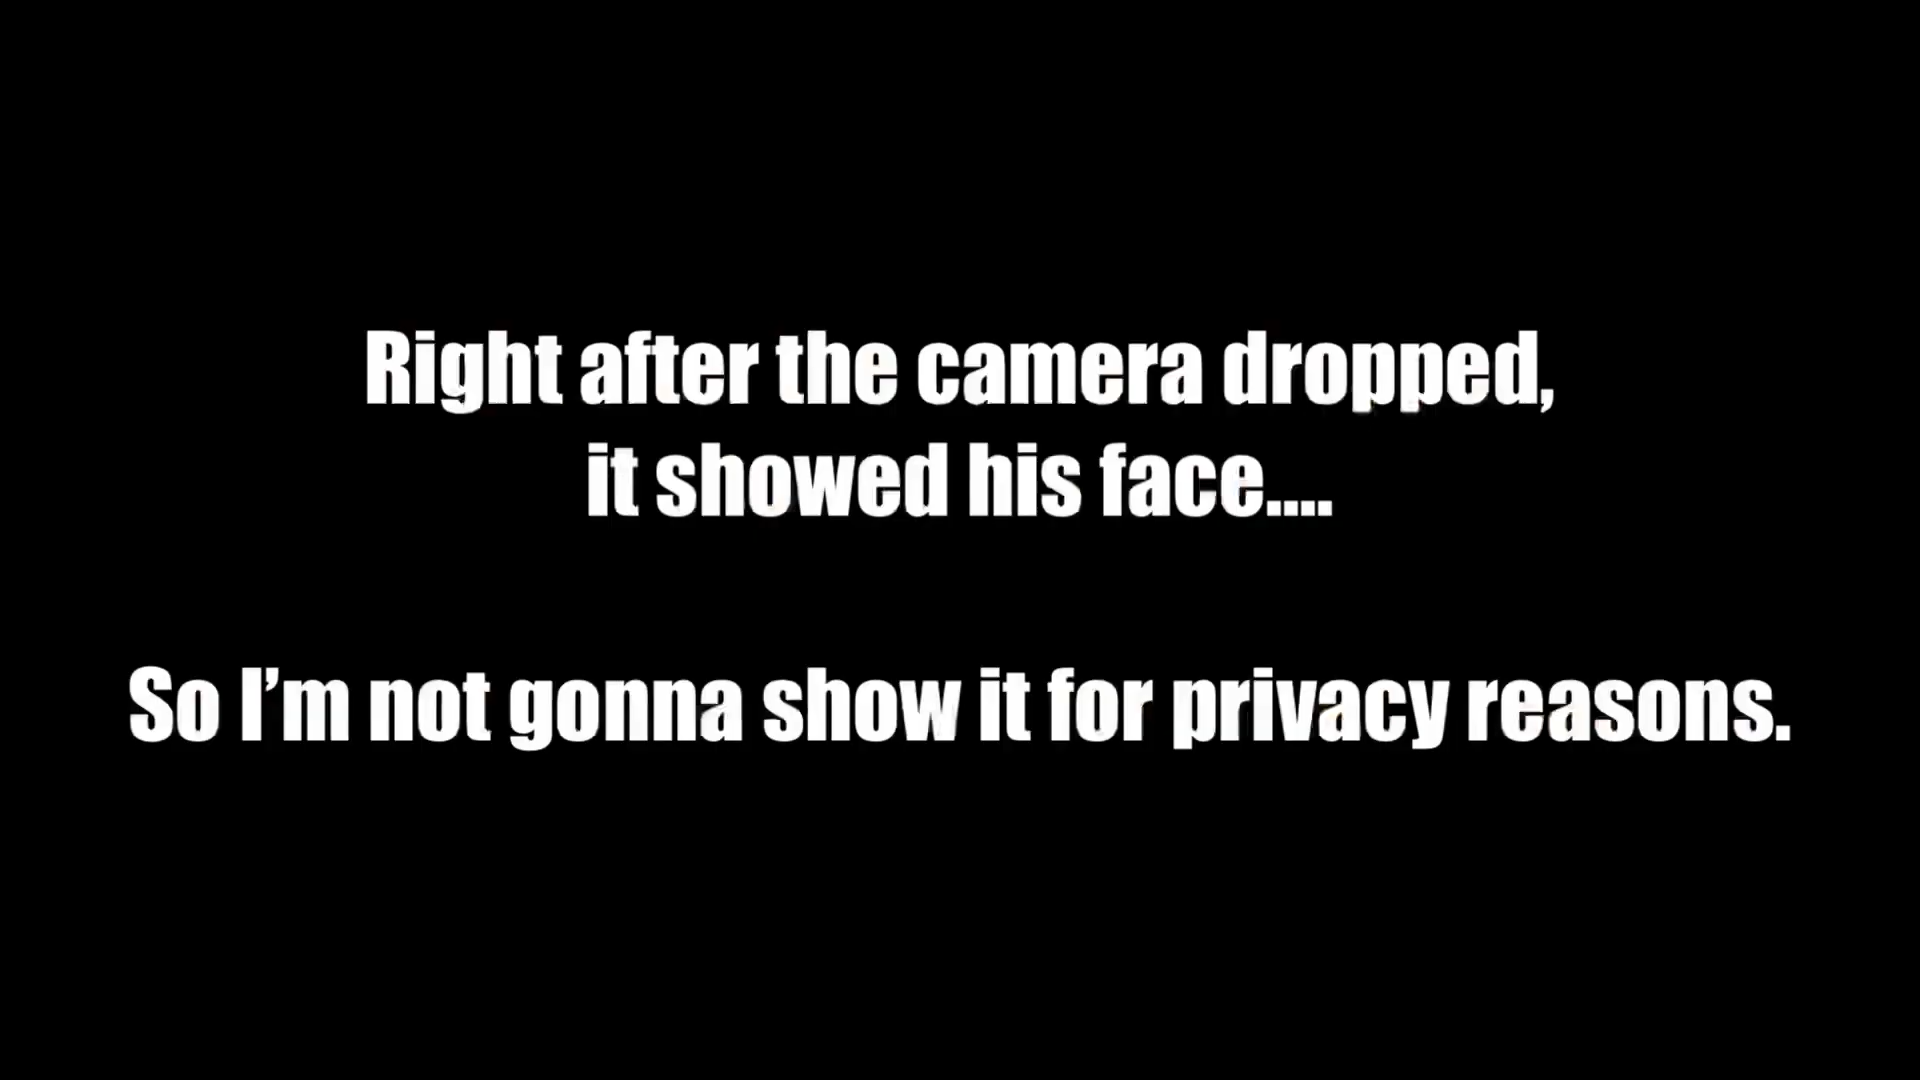 Right after the camera dropped,
it showed his face....
So I’m not gonna show it for privacy reasons.